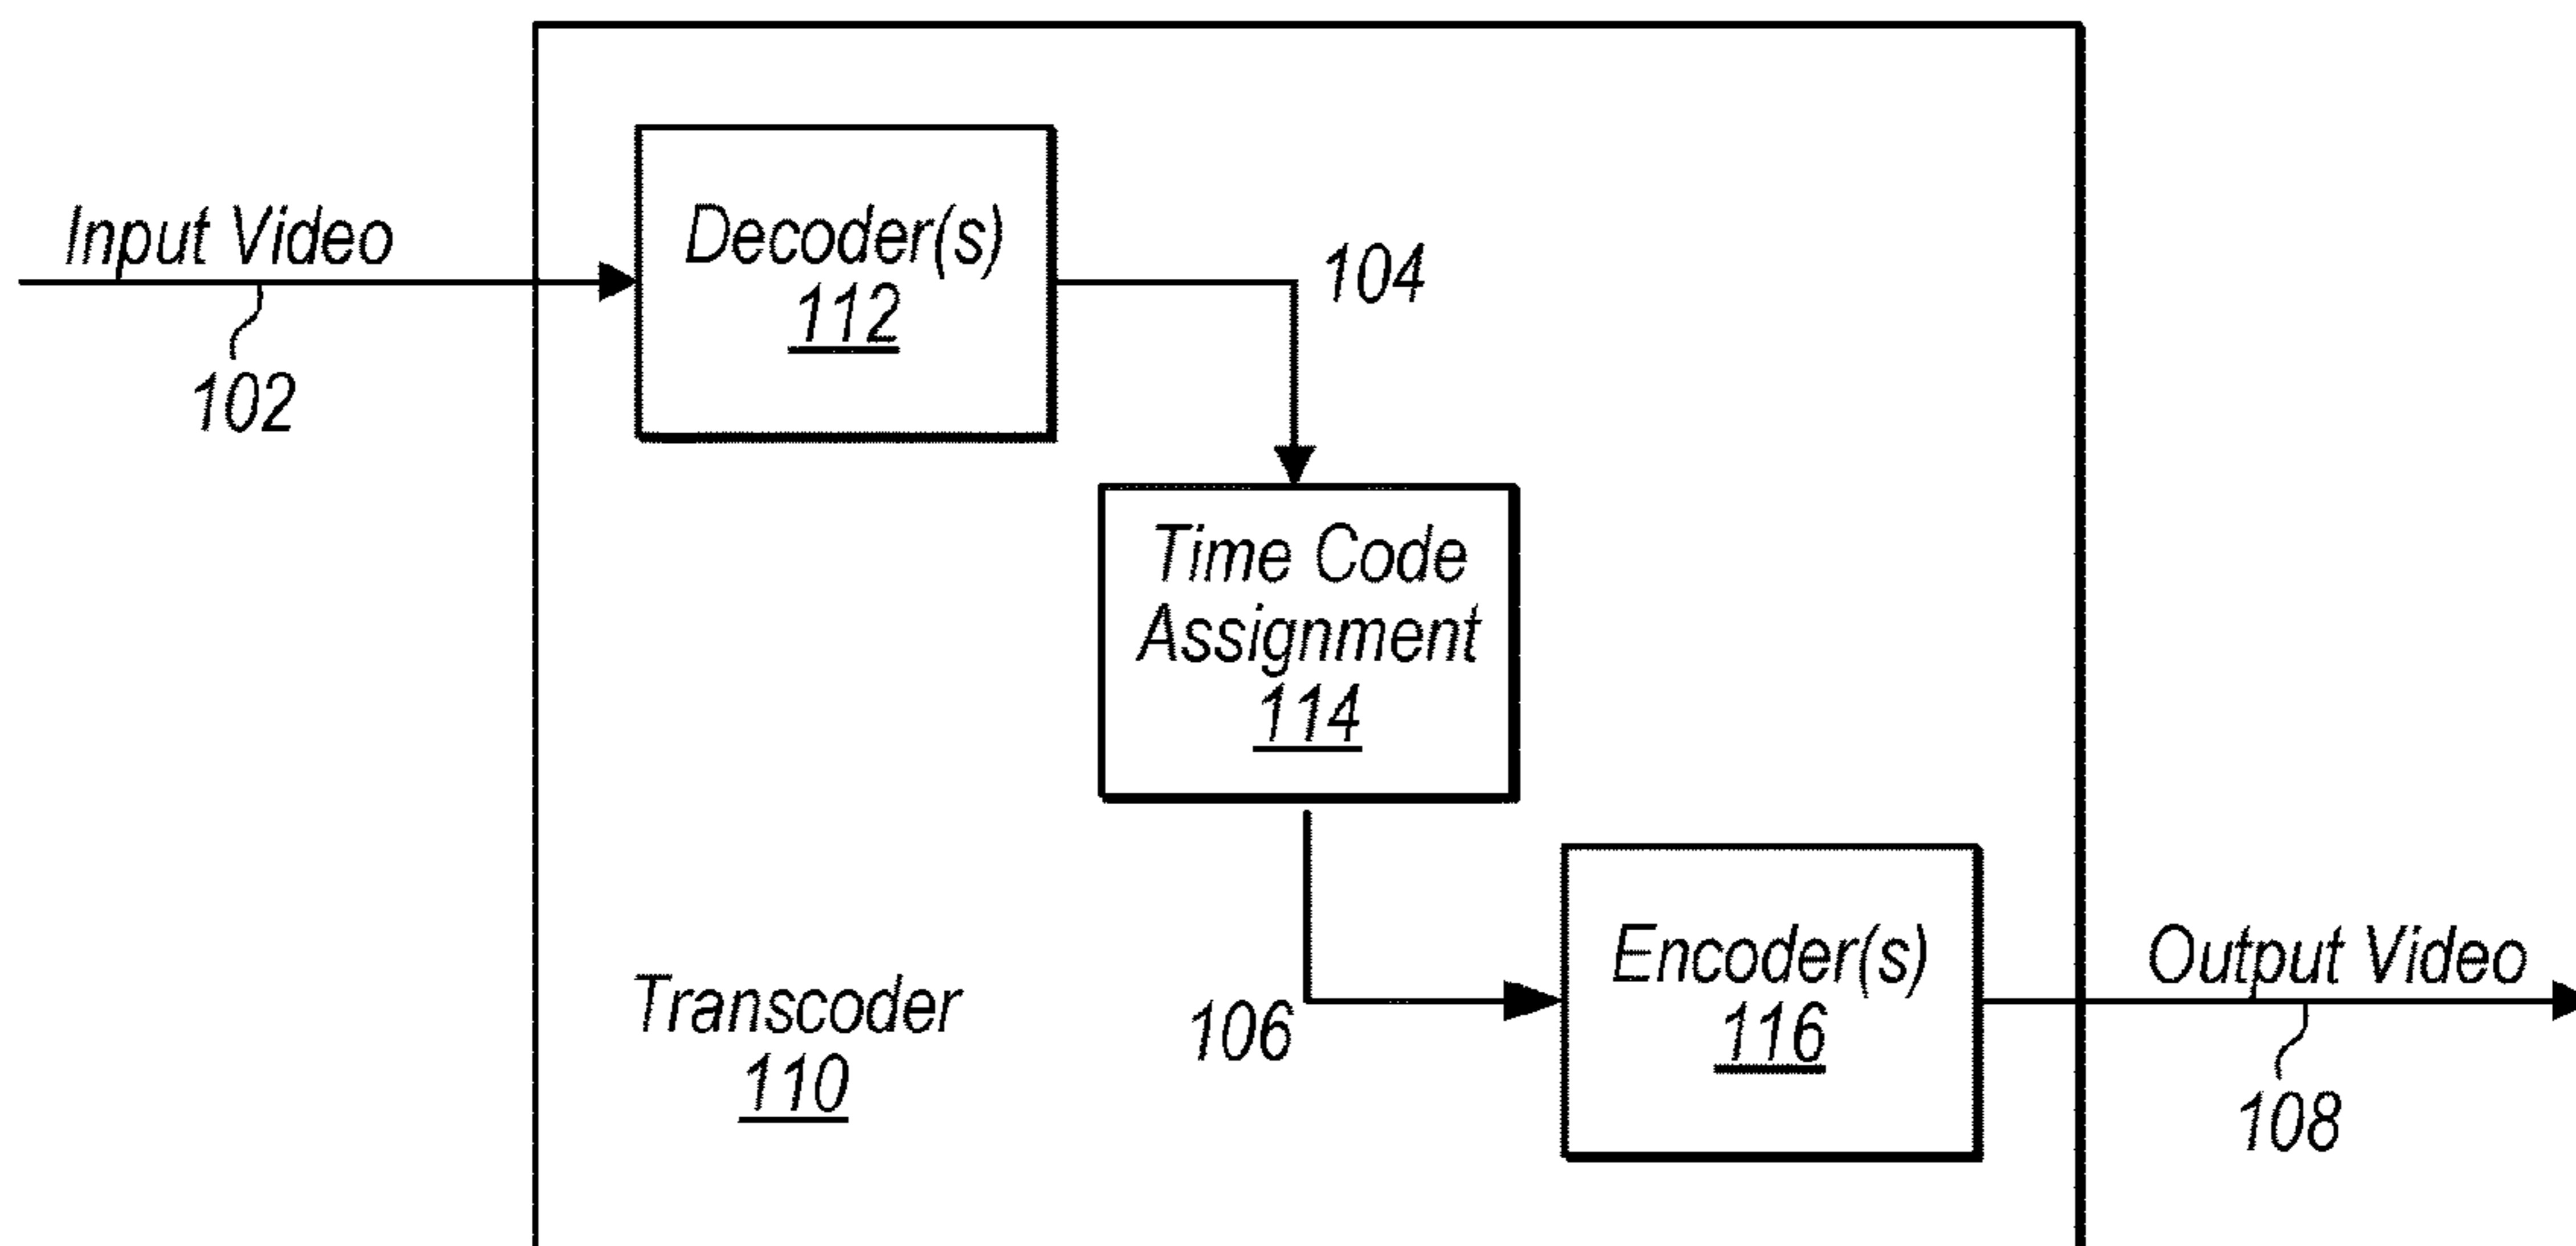 Input Video
102
Decoder(s)
112
104
Time Code
Assignment
114
106
Encoder(s)
116
Transcoder
110
Output Video
108